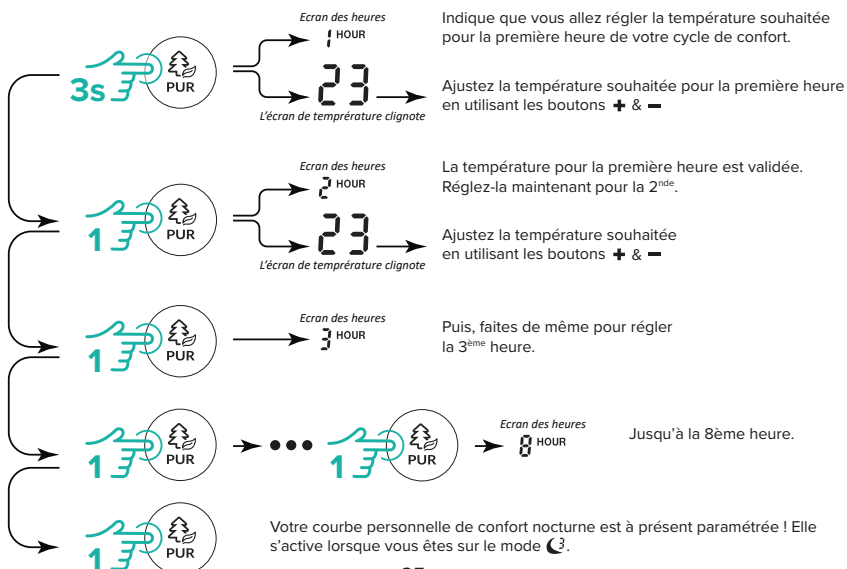 Ecran des heures
1 HOUR
Indique que vous allez régler la température souhaitée
pour la première heure de votre cycle de confort.
3s
PUR
23
L'écran de temprérature clignote
Ajustez la température souhaitée pour la première heure
en utilisant les boutons + & −
Ecran des heures
2 HOUR
La température pour la première heure est validée.
Réglez-la maintenant pour la 2nde.
1
PUR
23
L'écran de temprérature clignote
Ajustez la température souhaitée
en utilisant les boutons + & −
1
PUR
Ecran des heures
3 HOUR
Puis, faites de même pour régler
la 3ème heure.
1
PUR
•••
1
PUR
Ecran des heures
8 HOUR
Jusqu'à la 8ème heure.
1
PUR
Votre courbe personnelle de confort nocturne est à présent paramétrée ! Elle
s'active lorsque vous êtes sur le mode .